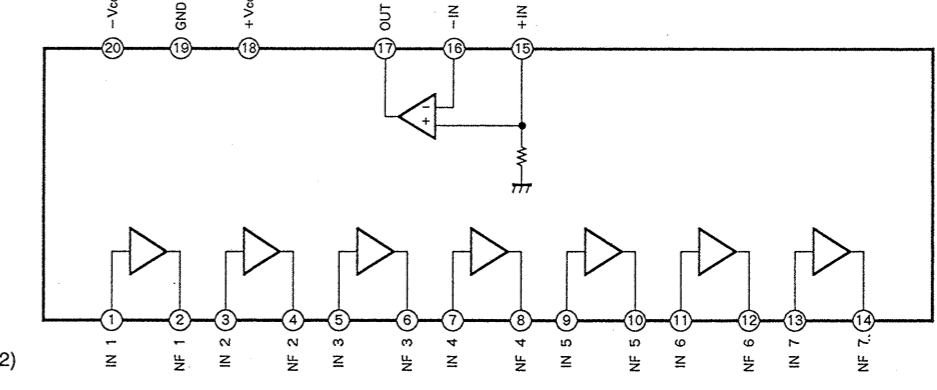 −Vcc
GND
+Vcc
OUT
−IN
+IN
20 19 18 17 16 15
−
+
1 2 3 4 5 6 7 8 9 10 11 12 13 14
IN 1
NF 1
IN 2
NF 2
IN 3
NF 3
IN 4
NF 4
IN 5
NF 5
IN 6
NF 6
IN 7
NF 7
2)